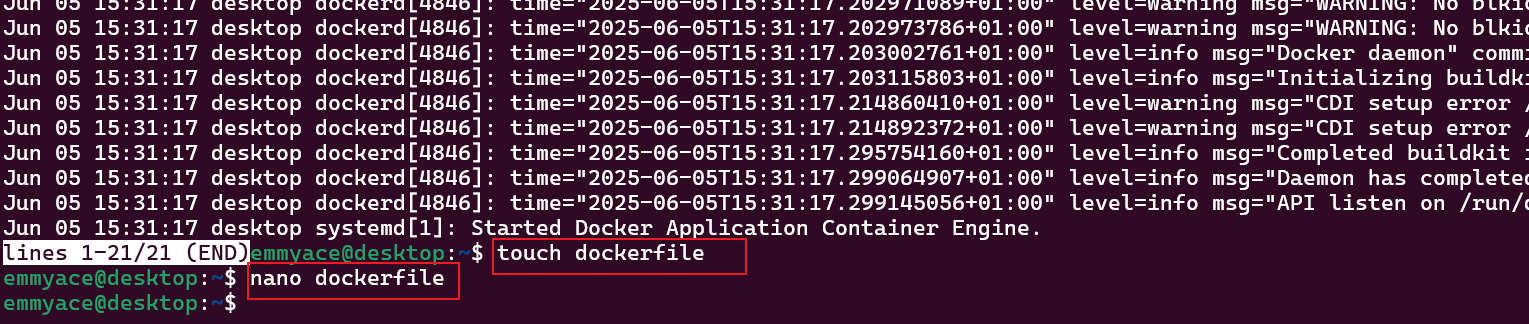 Jun 05 15:31:17 desktop dockerd[4846]: time="2025-06-05T15:31:17.202971089+01:00" level=warning msg="WARNING: No blkio
Jun 05 15:31:17 desktop dockerd[4846]: time="2025-06-05T15:31:17.202973786+01:00" level=warning msg="WARNING: No blkio
Jun 05 15:31:17 desktop dockerd[4846]: time="2025-06-05T15:31:17.203002761+01:00" level=info msg="Docker daemon" commi
Jun 05 15:31:17 desktop dockerd[4846]: time="2025-06-05T15:31:17.203115803+01:00" level=info msg="Initializing buildki
Jun 05 15:31:17 desktop dockerd[4846]: time="2025-06-05T15:31:17.214860410+01:00" level=warning msg="CDI setup error /
Jun 05 15:31:17 desktop dockerd[4846]: time="2025-06-05T15:31:17.214892372+01:00" level=warning msg="CDI setup error /
Jun 05 15:31:17 desktop dockerd[4846]: time="2025-06-05T15:31:17.295754160+01:00" level=info msg="Completed buildkit i
Jun 05 15:31:17 desktop dockerd[4846]: time="2025-06-05T15:31:17.299064907+01:00" level=info msg="Daemon has completed
Jun 05 15:31:17 desktop dockerd[4846]: time="2025-06-05T15:31:17.299145056+01:00" level=info msg="API listen on /run/d
Jun 05 15:31:17 desktop systemd[1]: Started Docker Application Container Engine.
lines 1-21/21 (END)emmyace@desktop:~$ touch dockerfile
emmyace@desktop:~$ nano dockerfile
emmyace@desktop:~$